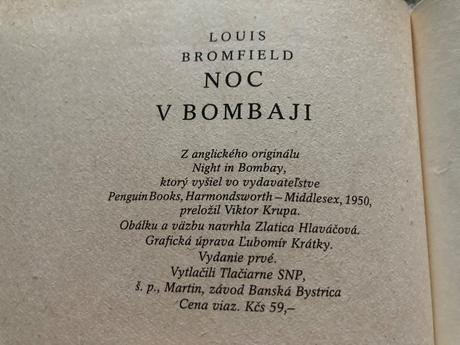 LOUIS
BROMFIELD
NOC
V BOMBAJI
Z anglického originálu
Night in Bombay,
ktorý vyšiel vo vydavateľstve
Penguin Books, Harmondsworth – Middlesex, 1950,
preložil Viktor Krupa.
Obálku a väzbu navrhla Zlatica Hlaváčová.
Grafická úprava Ľubomír Krátky.
Vydanie prvé.
Vytlačili Tlačiarne SNP,
š. p., Martin, závod Banská Bystrica
Cena viaz. Kčs 59,–